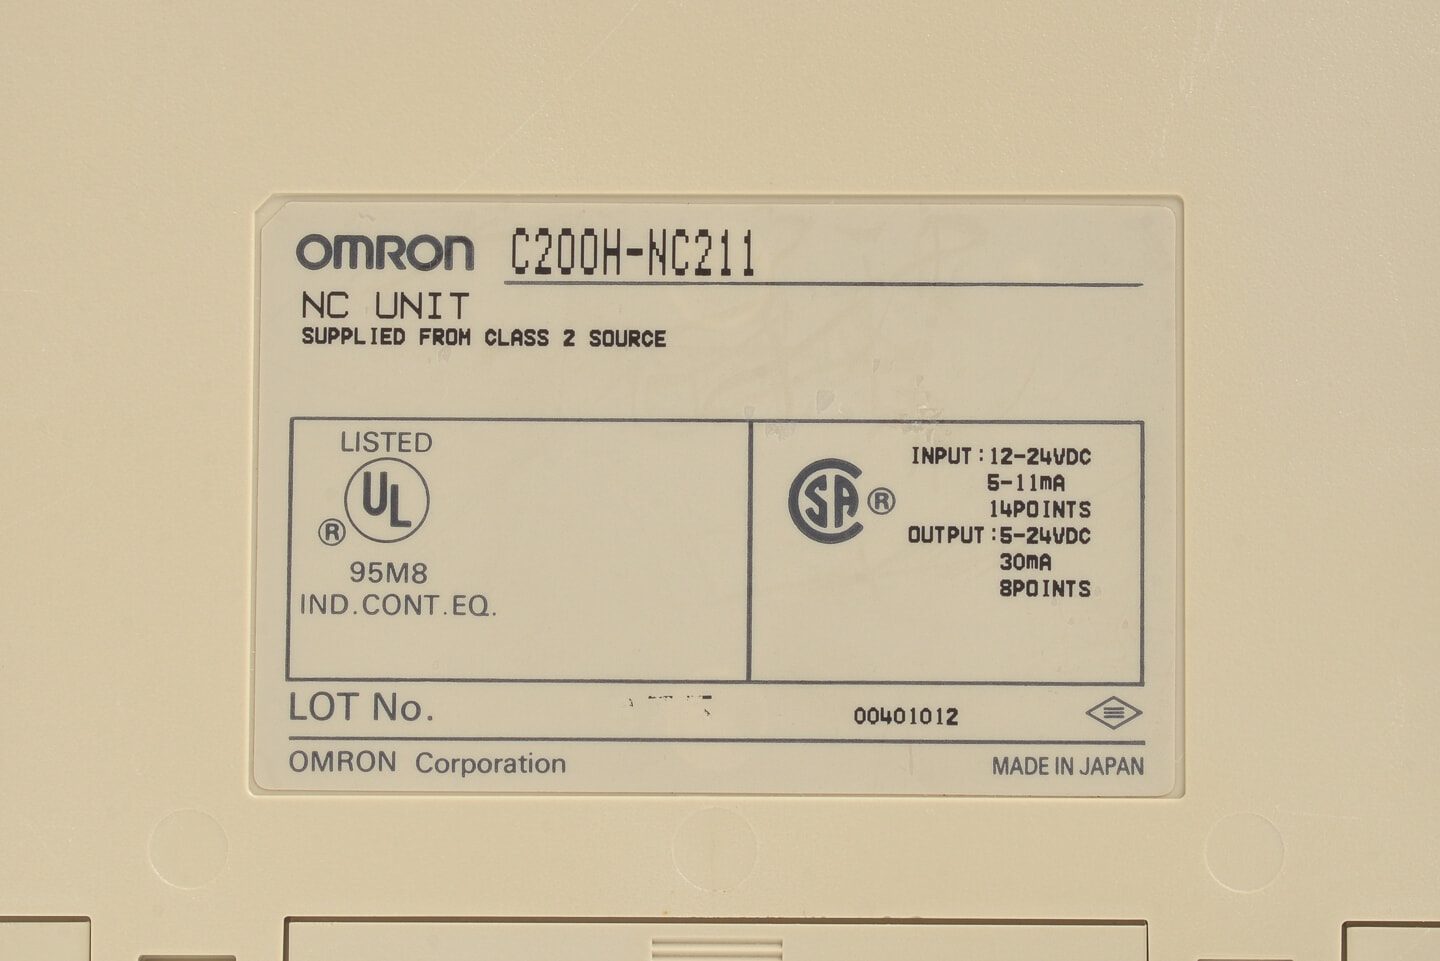 OMRON C200H-NC211
NC UNIT
SUPPLIED FROM CLASS 2 SOURCE
LISTED
UL
®
95M8
IND.CONT.EQ.
CSA ®
INPUT:12-24VDC
5-11mA
14POINTS
OUTPUT:5-24VDC
30mA
8POINTS
LOT No.
00401012
OMRON Corporation
MADE IN JAPAN